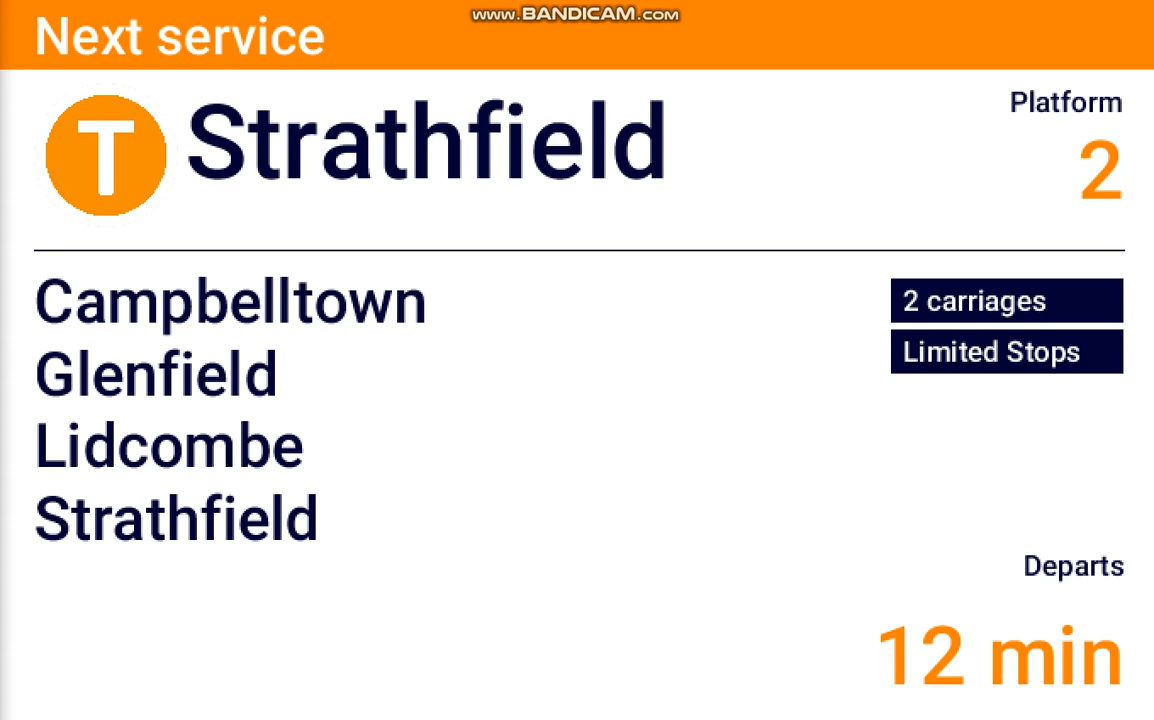 www.BANDICAM.com
Next service
T Strathfield
Platform
2
Campbelltown
Glenfield
Lidcombe
Strathfield
2 carriages
Limited Stops
Departs
12 min